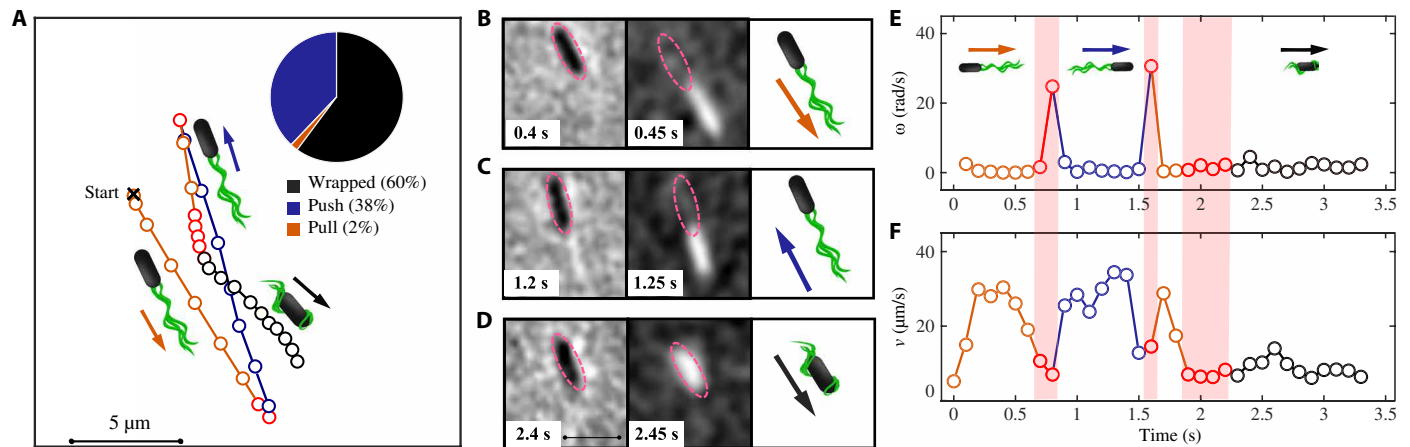 A
Start
Wrapped (60%)
Push (38%)
Pull (2%)
5 µm
B
0.4 s
0.45 s
C
1.2 s
1.25 s
D
2.4 s
2.45 s
E
40
20
0
ω (rad/s)
0 0.5 1 1.5 2 2.5 3 3.5
F
40
20
0
v (µm/s)
0 0.5 1 1.5 2 2.5 3 3.5
Time (s)